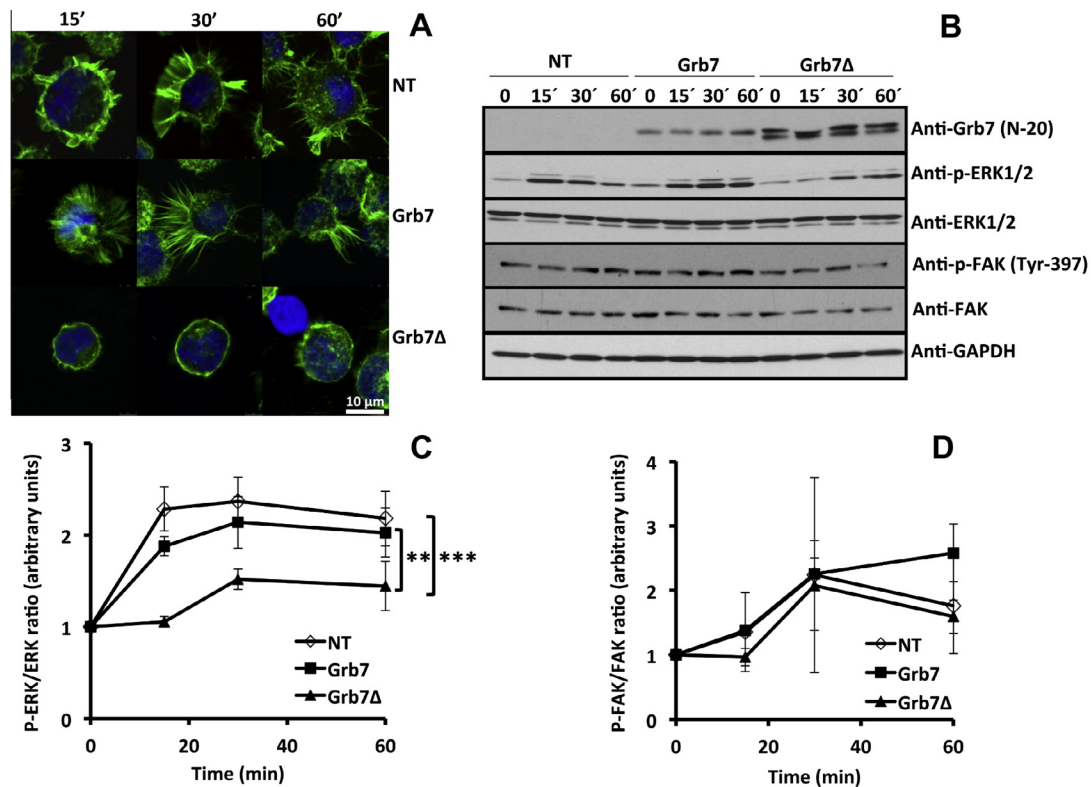 15’ 30’ 60’ A
NT
Grb7
Grb7Δ
10 µm
B
NT Grb7 Grb7Δ
0 15´ 30´ 60´ 0 15´ 30´ 60´ 0 15´ 30´ 60´
Anti-Grb7 (N-20)
Anti-p-ERK1/2
Anti-ERK1/2
Anti-p-FAK (Tyr-397)
Anti-FAK
Anti-GAPDH
C
P-ERK/ERK ratio (arbitrary units)
3
2
1
0
** ***
NT
Grb7
Grb7Δ
0 20 40 60
Time (min)
D
P-FAK/FAK ratio (arbitrary units)
4
3
2
1
0
NT
Grb7
Grb7Δ
0 20 40 60
Time (min)